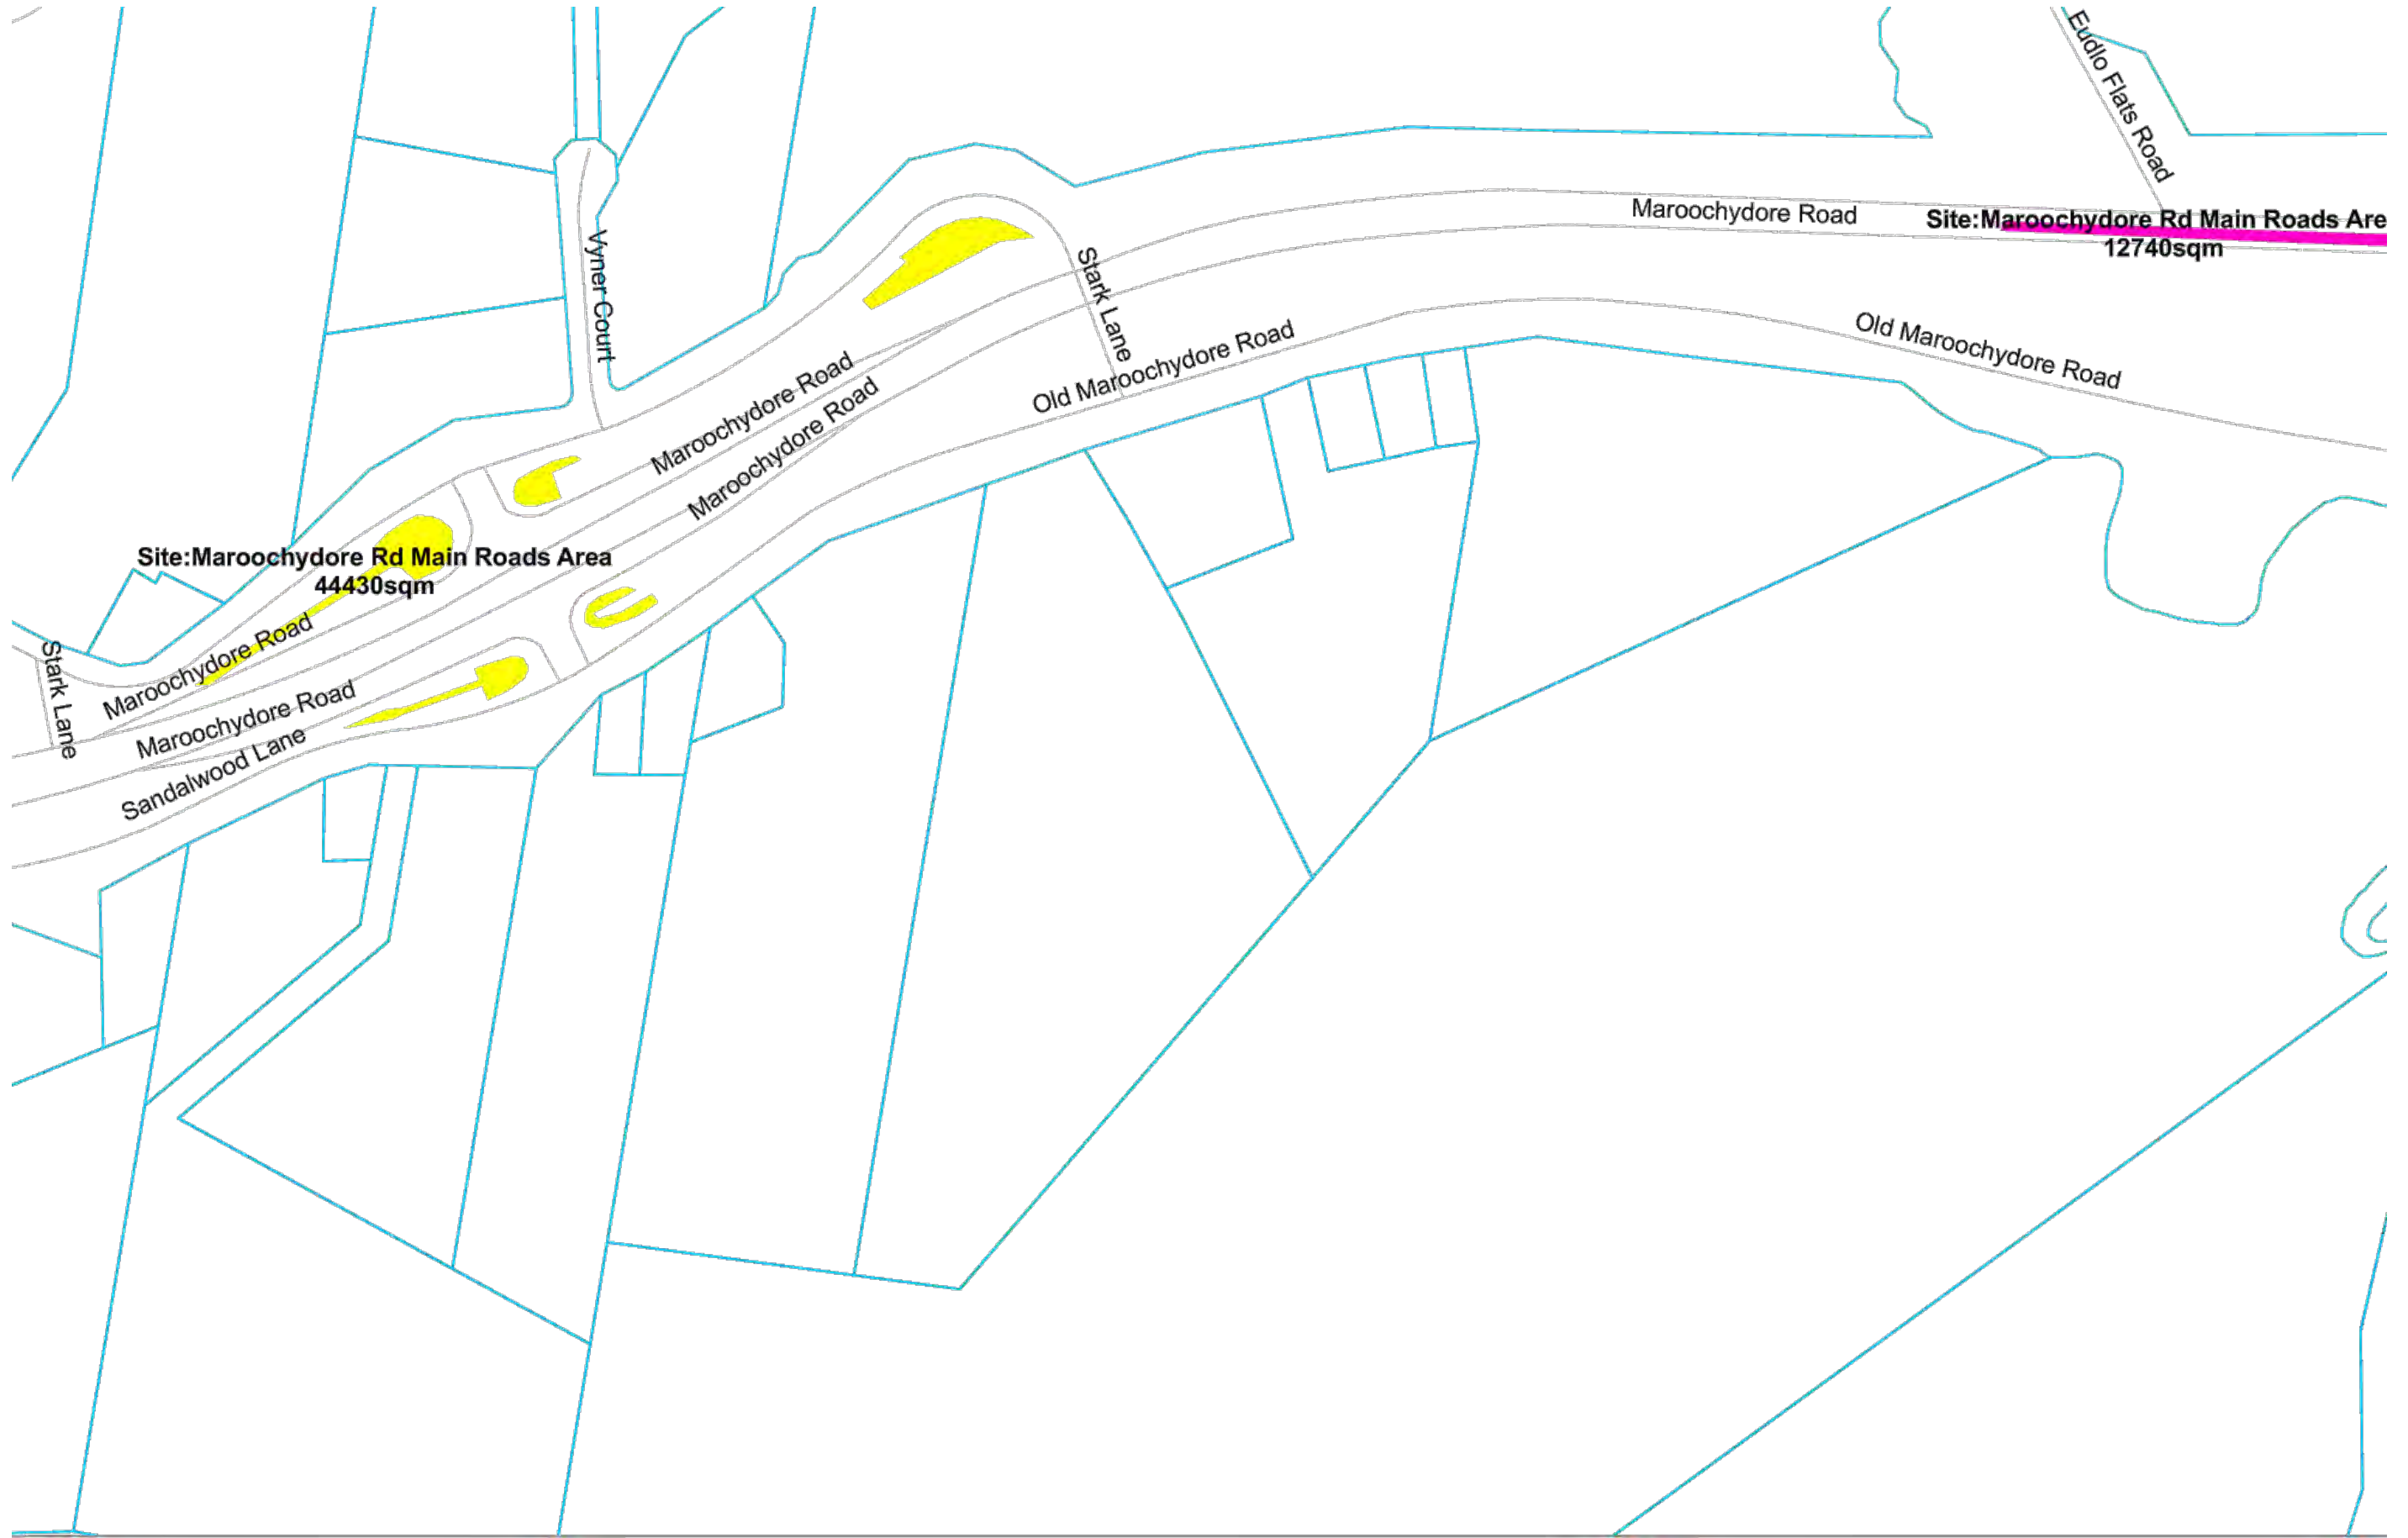 Eudlo Flats Road
Maroochydore Road
Site:Maroochydore Rd Main Roads Are
12740sqm
Vyner Court
Stark Lane
Old Maroochydore Road
Old Maroochydore Road
Maroochydore Road
Maroochydore Road
Site:Maroochydore Rd Main Roads Area
44430sqm
Stark Lane
Maroochydore Road
Maroochydore Road
Sandalwood Lane